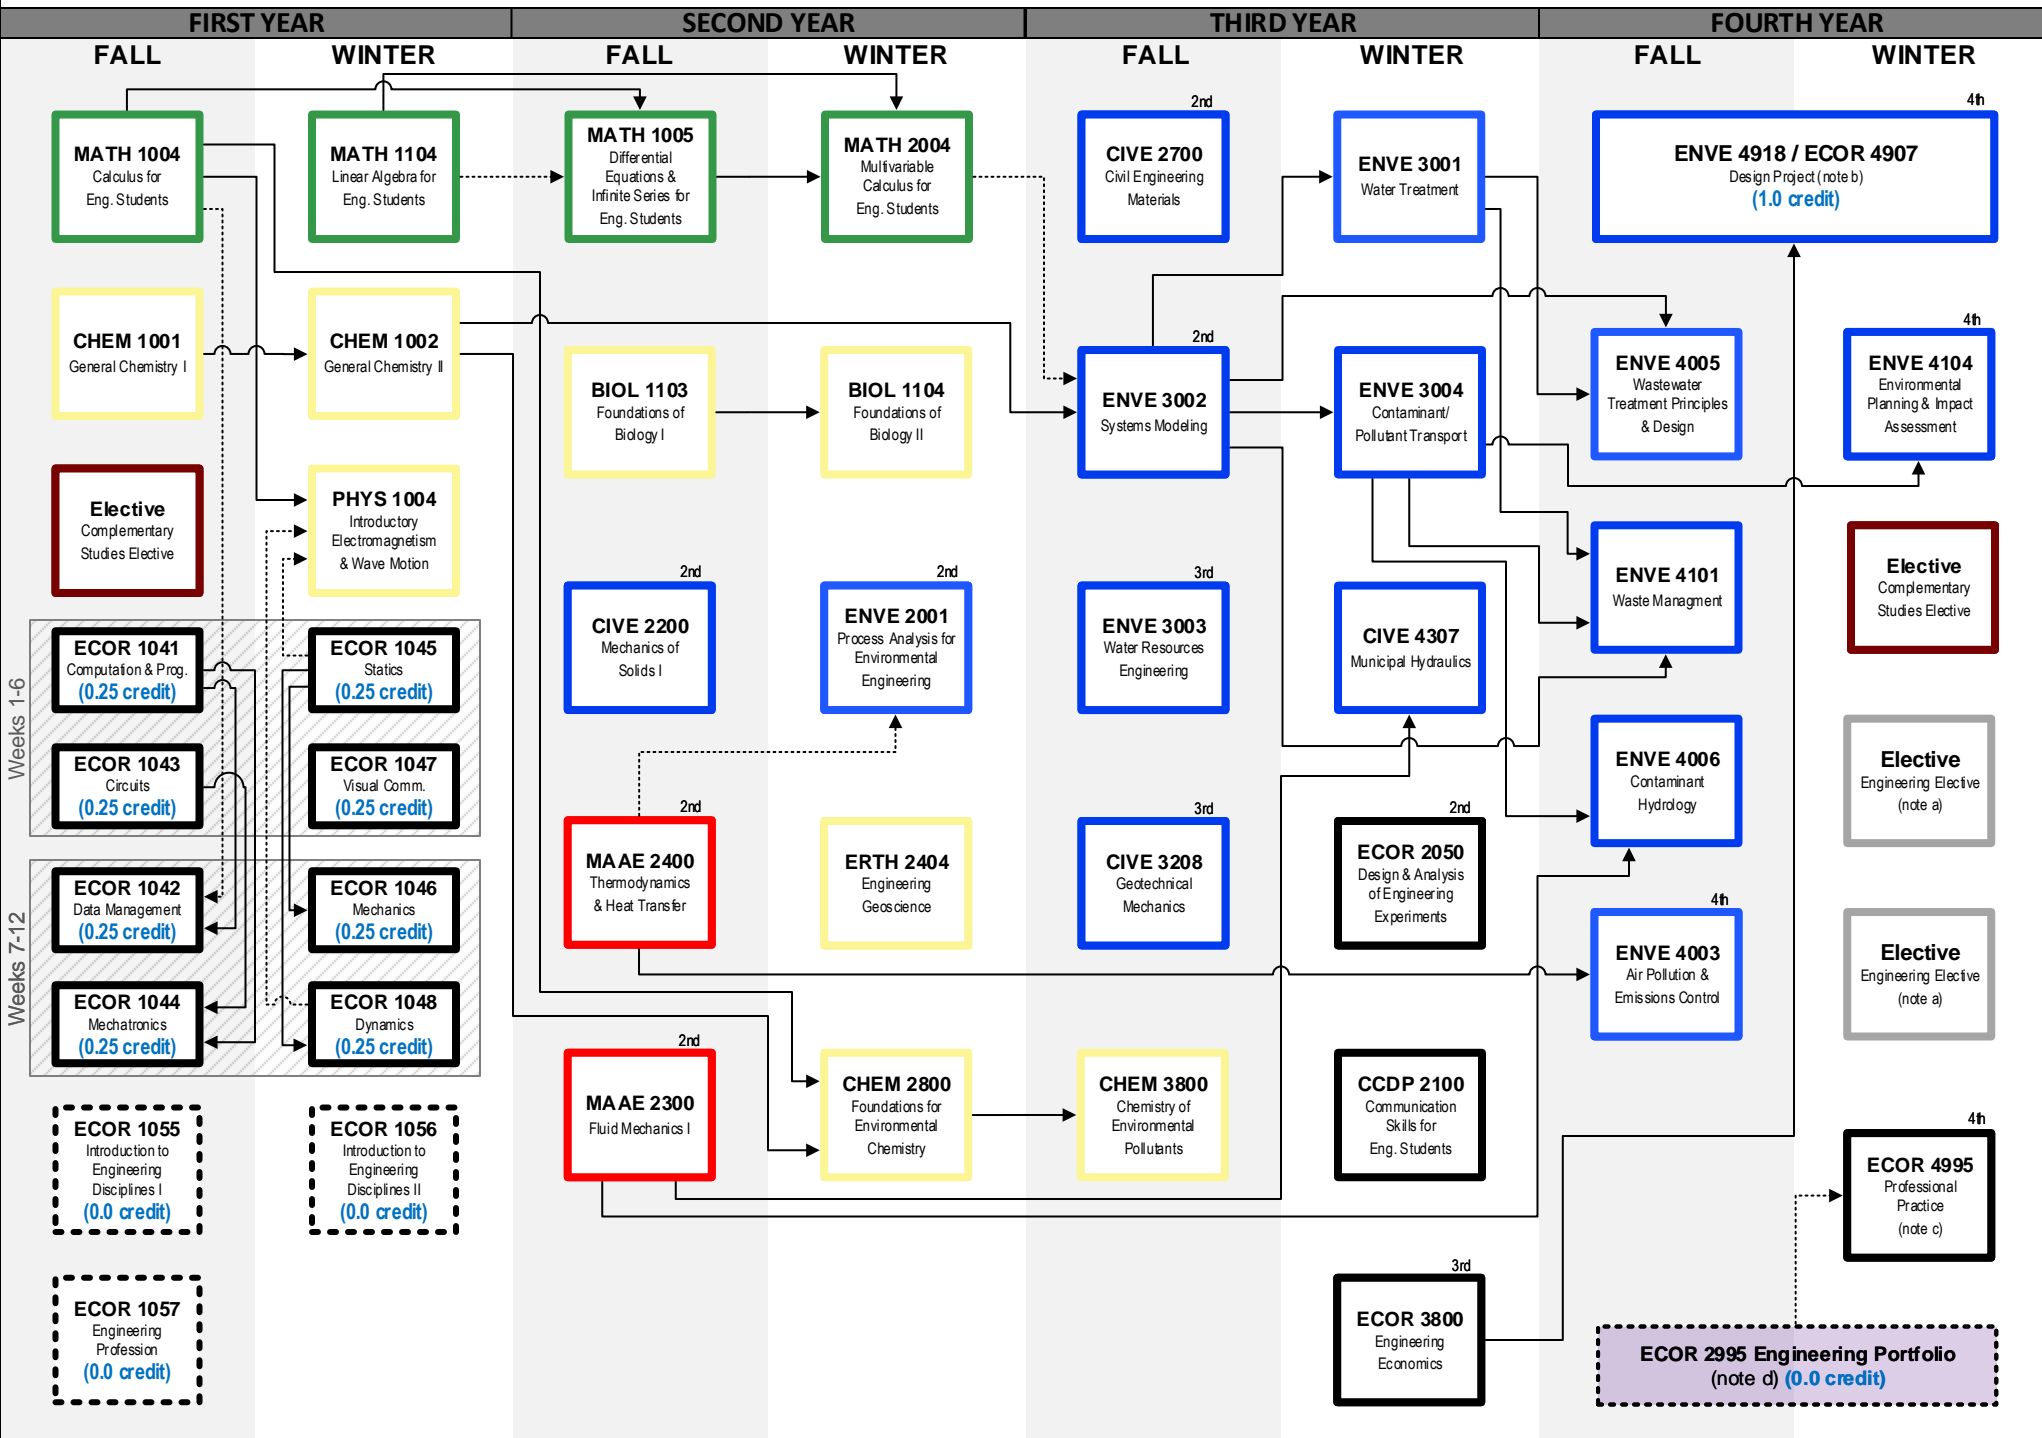 FIRST YEAR
SECOND YEAR
THIRD YEAR
FOURTH YEAR
FALL
WINTER
FALL
WINTER
FALL
WINTER
FALL
WINTER
MATH 1004
Calculus for
Eng. Students
CHEM 1001
General Chemistry I
Elective
Complementary
Studies Elective
Weeks 1-6
ECOR 1041
Computation & Prog.
(0.25 credit)
ECOR 1043
Circuits
(0.25 credit)
Weeks 7-12
ECOR 1042
Data Management
(0.25 credit)
ECOR 1044
Mechatronics
(0.25 credit)
ECOR 1055
Introduction to
Engineering
Disciplines I
(0.0 credit)
ECOR 1057
Engineering
Profession
(0.0 credit)
MATH 1104
Linear Algebra for
Eng. Students
CHEM 1002
General Chemistry II
PHYS 1004
Introductory
Electromagnetism
& Wave Motion
ECOR 1045
Statics
(0.25 credit)
ECOR 1047
Visual Comm.
(0.25 credit)
ECOR 1046
Mechanics
(0.25 credit)
ECOR 1048
Dynamics
(0.25 credit)
ECOR 1056
Introduction to
Engineering
Disciplines II
(0.0 credit)
MATH 1005
Differential
Equations &
Infinite Series for
Eng. Students
BIOL 1103
Foundations of
Biology I
2nd
CIVE 2200
Mechanics of
Solids I
2nd
MAAE 2400
Thermodynamics
& Heat Transfer
2nd
MAAE 2300
Fluid Mechanics I
MATH 2004
Multivariable
Calculus for
Eng. Students
BIOL 1104
Foundations of
Biology II
2nd
ENVE 2001
Process Analysis for
Environmental
Engineering
ERTH 2404
Engineering
Geoscience
CHEM 2800
Foundations for
Environmental
Chemistry
2nd
CIVE 2700
Civil Engineering
Materials
2nd
ENVE 3002
Systems Modeling
3rd
ENVE 3003
Water Resources
Engineering
3rd
CIVE 3208
Geotechnical
Mechanics
CHEM 3800
Chemistry of
Environmental
Pollutants
ENVE 3001
Water Treatment
ENVE 3004
Contaminant/
Pollutant Transport
CIVE 4307
Municipal Hydraulics
2nd
ECOR 2050
Design & Analysis
of Engineering
Experiments
CCDP 2100
Communication
Skills for
Eng. Students
3rd
ECOR 3800
Engineering
Economics
4th
ENVE 4918 / ECOR 4907
Design Project (note b)
(1.0 credit)
ENVE 4005
Wastewater
Treatment Principles
& Design
ENVE 4101
Waste Managment
ENVE 4006
Contaminant
Hydrology
4th
ENVE 4003
Air Pollution &
Emissions Control
4th
ENVE 4104
Environmental
Planning & Impact
Assessment
Elective
Complementary
Studies Elective
Elective
Engineering Elective
(note a)
Elective
Engineering Elective
(note a)
4th
ECOR 4995
Professional
Practice
(note c)
ECOR 2995 Engineering Portfolio
(note d) (0.0 credit)